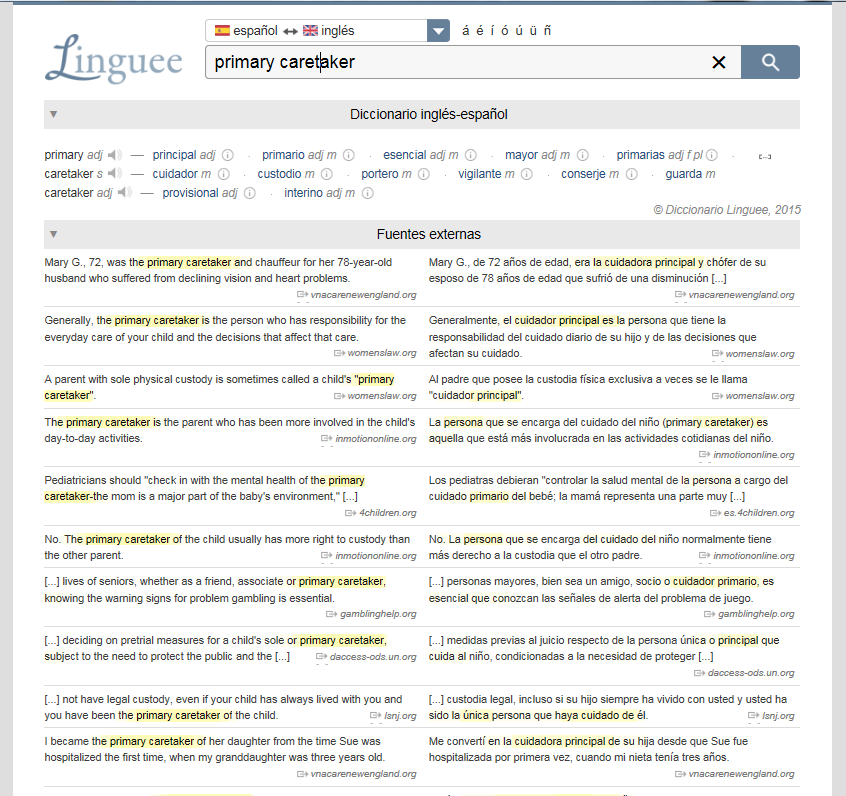 Linguee
español ↔ inglés
á é í ó ú ü ñ
primary caretaker
Diccionario inglés-español
primary adj — principal adj · primario adj m · esencial adj m · mayor adj m · primarias adj f pl · [...]
caretaker s — cuidador m · custodio m · portero m · vigilante m · conserje m · guarda m
caretaker adj — provisional adj · interino adj m
© Diccionario Linguee, 2015
Fuentes externas
Mary G., 72, was the primary caretaker and chauffeur for her 78-year-old
husband who suffered from declining vision and heart problems.
vnacarenewengland.org
Mary G., de 72 años de edad, era la cuidadora principal y chófer de su
esposo de 78 años de edad que sufrió de una disminución [...]
vnacarenewengland.org
Generally, the primary caretaker is the person who has responsibility for the
everyday care of your child and the decisions that affect that care.
womenslaw.org
Generalmente, el cuidador principal es la persona que tiene la
responsabilidad del cuidado diario de su hijo y de las decisiones que
afectan su cuidado.
womenslaw.org
A parent with sole physical custody is sometimes called a child's "primary
caretaker".
womenslaw.org
Al padre que posee la custodia física exclusiva a veces se le llama
"cuidador principal".
womenslaw.org
The primary caretaker is the parent who has been more involved in the child's
day-to-day activities.
inmotiononline.org
La persona que se encarga del cuidado del niño (primary caretaker) es
aquella que está más involucrada en las actividades cotidianas del niño.
inmotiononline.org
Pediatricians should "check in with the mental health of the primary
caretaker-the mom is a major part of the baby's environment," [...]
4children.org
Los pediatras debieran "controlar la salud mental de la persona a cargo del
cuidado primario del bebé; la mamá representa una parte muy [...]
es.4children.org
No. The primary caretaker of the child usually has more right to custody than
the other parent.
inmotiononline.org
No. La persona que se encarga del cuidado del niño normalmente tiene
más derecho a la custodia que el otro padre.
inmotiononline.org
[...] lives of seniors, whether as a friend, associate or primary caretaker,
knowing the warning signs for problem gambling is essential.
gamblinghelp.org
[...] personas mayores, bien sea un amigo, socio o cuidador primario, es
esencial que conozcan las señales de alerta del problema de juego.
gamblinghelp.org
[...] deciding on pretrial measures for a child's sole or primary caretaker,
subject to the need to protect the public and the [...]
daccess-ods.un.org
[...] medidas previas al juicio respecto de la persona única o principal que
cuida al niño, condicionadas a la necesidad de proteger [...]
daccess-ods.un.org
[...] not have legal custody, even if your child has always lived with you and
you have been the primary caretaker of the child.
lsnj.org
[...] custodia legal, incluso si su hijo siempre ha vivido con usted y usted ha
sido la única persona que haya cuidado de él.
lsnj.org
I became the primary caretaker of her daughter from the time Sue was
hospitalized the first time, when my granddaughter was three years old.
vnacarenewengland.org
Me convertí en la cuidadora principal de su hija desde que Sue fue
hospitalizada por primera vez, cuando mi nieta tenía tres años.
vnacarenewengland.org